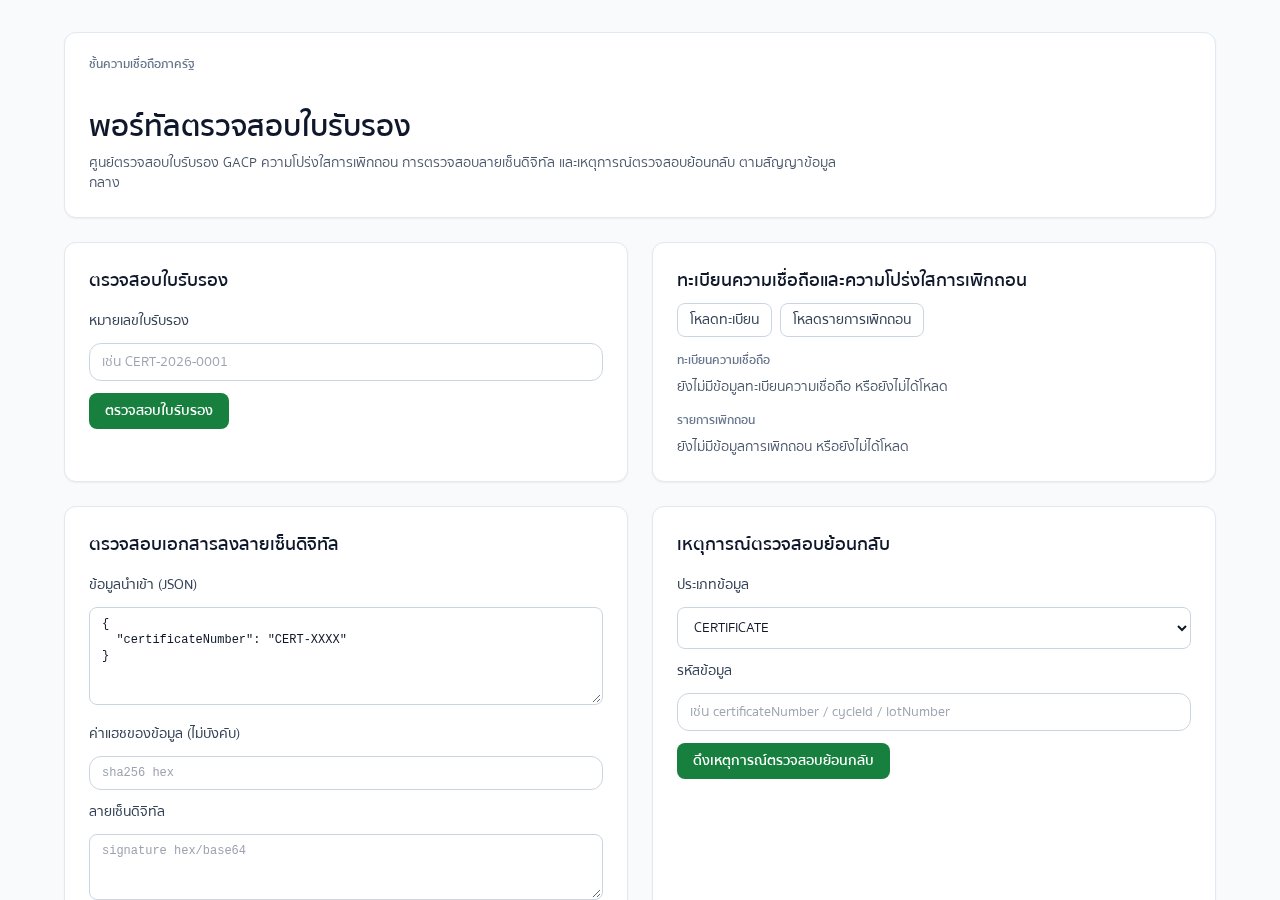 ชั้นความเชื่อถือภาครัฐ
พอร์ทัลตรวจสอบใบรับรอง
ศูนย์ตรวจสอบใบรับรอง GACP ความโปร่งใสการเพิกถอน การตรวจสอบลายเซ็นดิจิทัล และเหตุการณ์ตรวจสอบย้อนกลับ ตามสัญญาข้อมูล
กลาง
ตรวจสอบใบรับรอง
หมายเลขใบรับรอง
เช่น CERT-2026-0001
ตรวจสอบใบรับรอง
ทะเบียนความเชื่อถือและความโปร่งใสการเพิกถอน
โหลดทะเบียน
โหลดรายการเพิกถอน
ทะเบียนความเชื่อถือ
ยังไม่มีข้อมูลทะเบียนความเชื่อถือ หรือยังไม่ได้โหลด
รายการเพิกถอน
ยังไม่มีข้อมูลการเพิกถอน หรือยังไม่ได้โหลด
ตรวจสอบเอกสารลงลายเซ็นดิจิทัล
ข้อมูลนำเข้า (JSON)
{
  "certificateNumber": "CERT-XXXX"
}
ค่าแฮชของข้อมูล (ไม่บังคับ)
sha256 hex
ลายเซ็นดิจิทัล
signature hex/base64
เหตุการณ์ตรวจสอบย้อนกลับ
ประเภทข้อมูล
CERTIFICATE
รหัสข้อมูล
เช่น certificateNumber / cycleId / lotNumber
ดึงเหตุการณ์ตรวจสอบย้อนกลับ